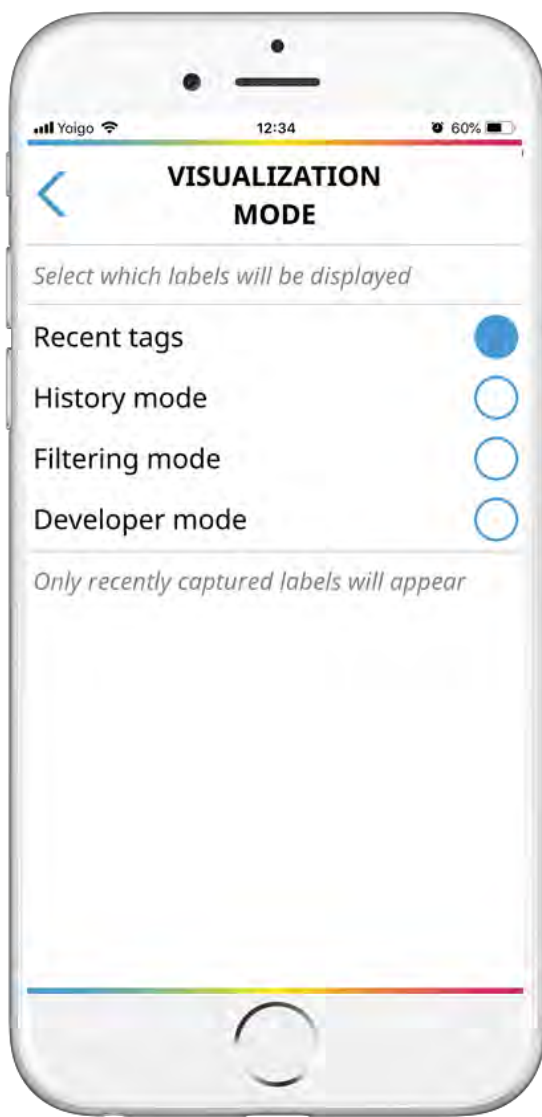 Yoigo 12:34 60%
VISUALIZATION
MODE
Select which labels will be displayed
Recent tags
History mode
Filtering mode
Developer mode
Only recently captured labels will appear